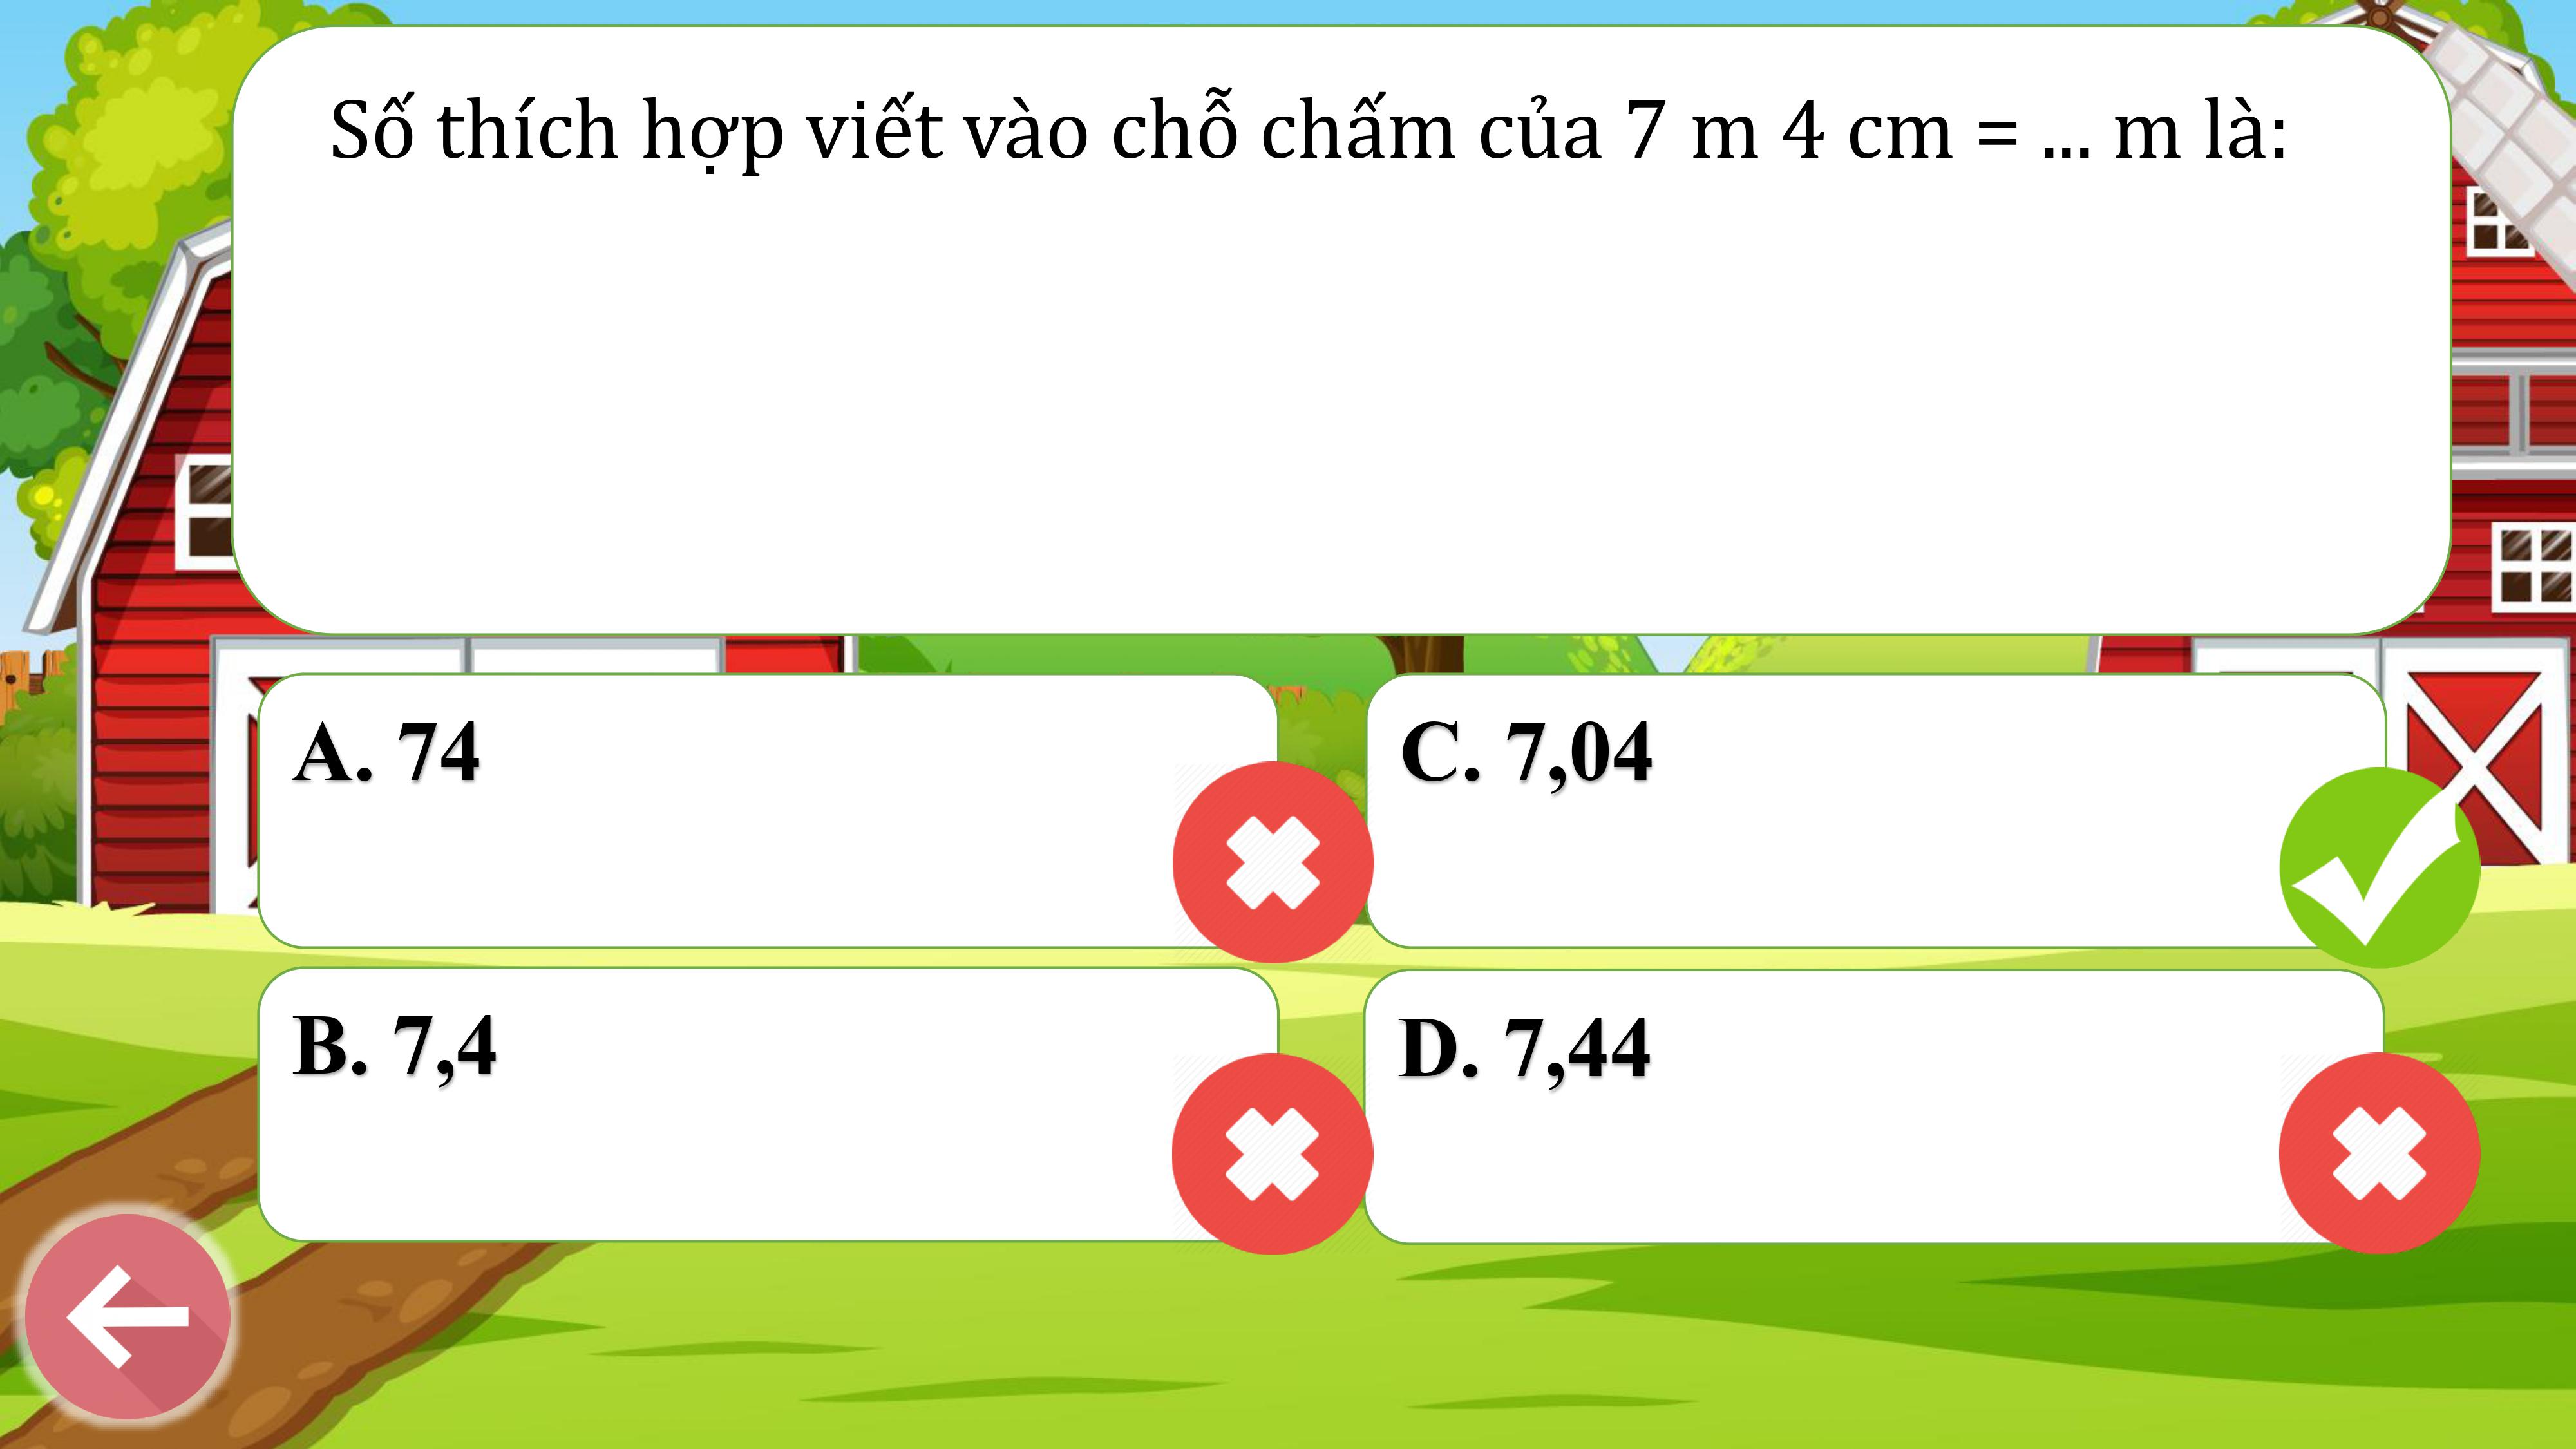 Số thích hợp viết vào chỗ chấm của 7 m 4 cm = ... m là:
A. 74
C. 7,04
B. 7,4
D. 7,44